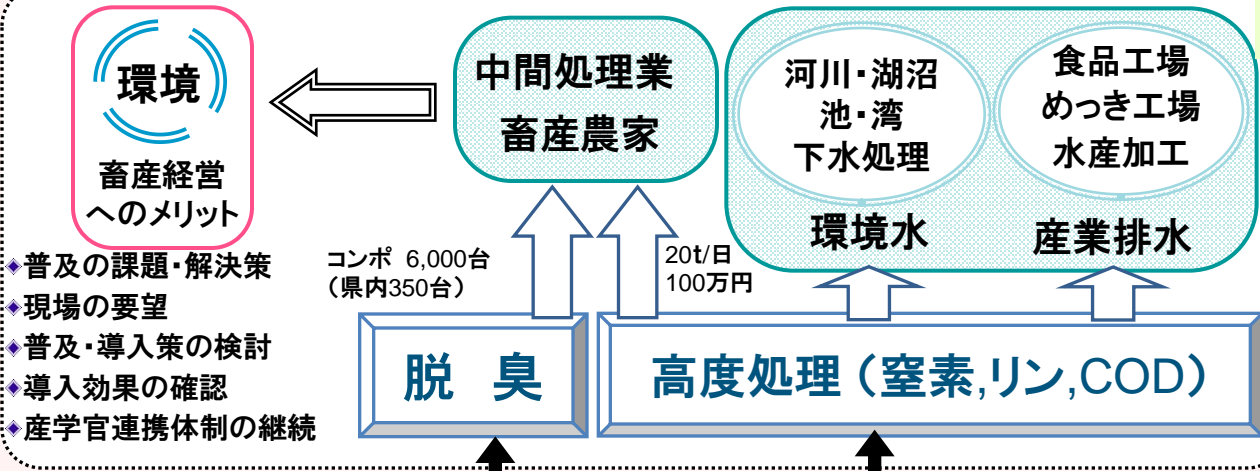 環境
畜産経営
へのメリット
中間処理業
畜産農家
河川・湖沼
池・湾
下水処理
環境水
食品工場
めっき工場
水産加工
産業排水
◆普及の課題・解決策
◆現場の要望
◆普及・導入策の検討
◆導入効果の確認
◆産学官連携体制の継続
コンポ 6,000台
（県内350台）
20t/日
100万円
脱 臭
高度処理（窒素,リン,COD）